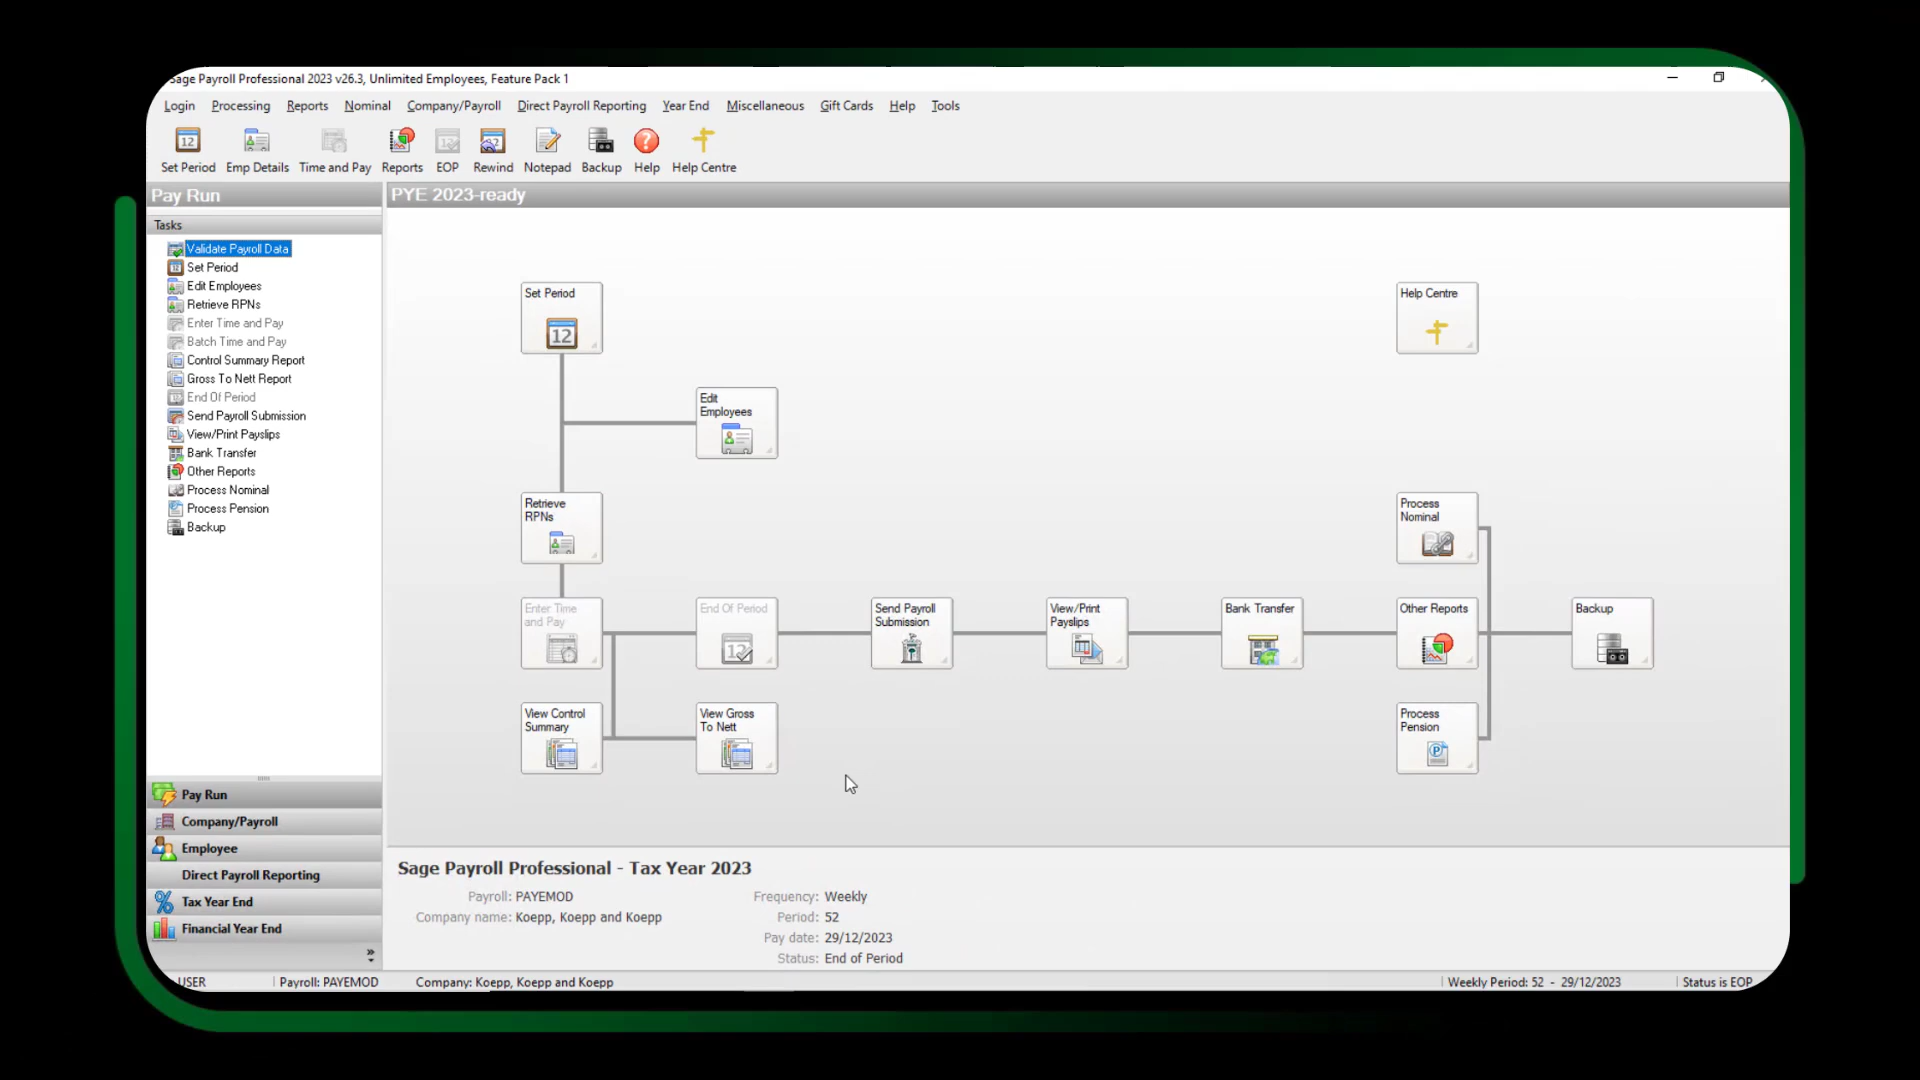 Sage Payroll Professional 2023 v26.3, Unlimited Employees, Feature Pack 1
Login Processing Reports Nominal Company/Payroll Direct Payroll Reporting Year End Miscellaneous Gift Cards Help Tools
Set Period Emp Details Time and Pay Reports EOP Rewind Notepad Backup Help Help Centre
Pay Run
PYE 2023-ready
Tasks
Validate Payroll Data
Set Period
Edit Employees
Retrieve RPNs
Enter Time and Pay
Batch Time and Pay
Control Summary Report
Gross To Nett Report
End Of Period
Send Payroll Submission
View/Print Payslips
Bank Transfer
Other Reports
Process Nominal
Process Pension
Backup
Pay Run
Company/Payroll
Employee
Direct Payroll Reporting
Tax Year End
Financial Year End
Set Period
12
Help Centre
Edit
Employees
Retrieve
RPNs
Process
Nominal
Enter Time
and Pay
End Of Period
Send Payroll
Submission
View/Print
Payslips
Bank Transfer
Other Reports
Backup
View Control
Summary
View Gross
To Nett
Process
Pension
Sage Payroll Professional - Tax Year 2023
Payroll: PAYEMOD
Company name: Koepp, Koepp and Koepp
Frequency: Weekly
Period: 52
Pay date: 29/12/2023
Status: End of Period
USER Payroll: PAYEMOD Company: Koepp, Koepp and Koepp Weekly Period: 52 - 29/12/2023 Status is EOP